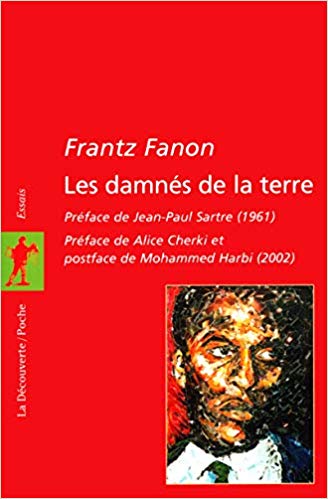 Frantz Fanon
Les damnés de la terre
Préface de Jean-Paul Sartre (1961)
Préface de Alice Cherki et
postface de Mohammed Harbi (2002)
Essais
La Découverte/Poche